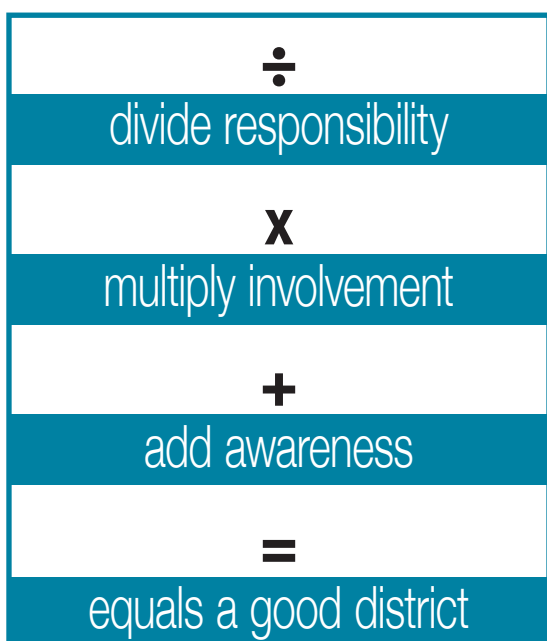 ÷
divide responsibility
x
multiply involvement
+
add awareness
=
equals a good district